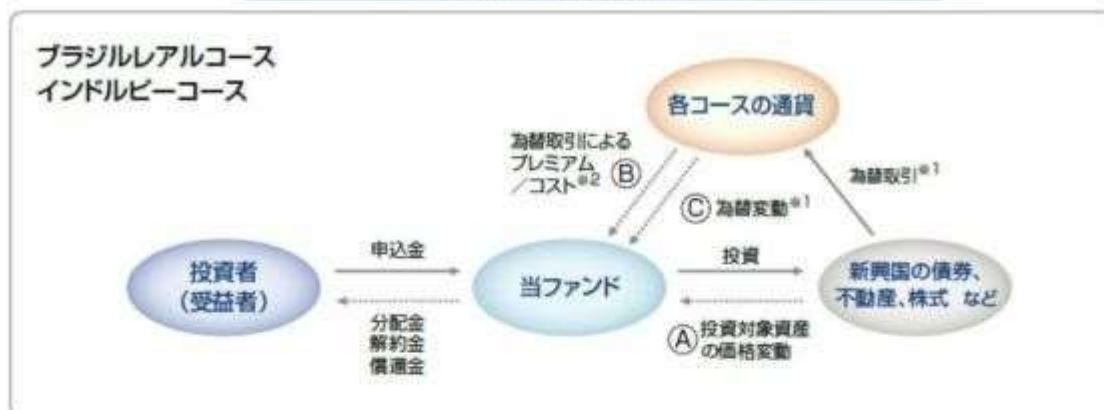 ブラジルレアルコース
インドルピーコース
各コースの通貨
為替取引による
プレミアム
／コスト※2
Ⓑ
為替取引※1
Ⓒ 為替変動※1
申込金
投資
投資者
（受益者）
当ファンド
新興国の債券、
不動産、株式 など
分配金
解約金
償還金
Ⓐ 投資対象資産
の価格変動